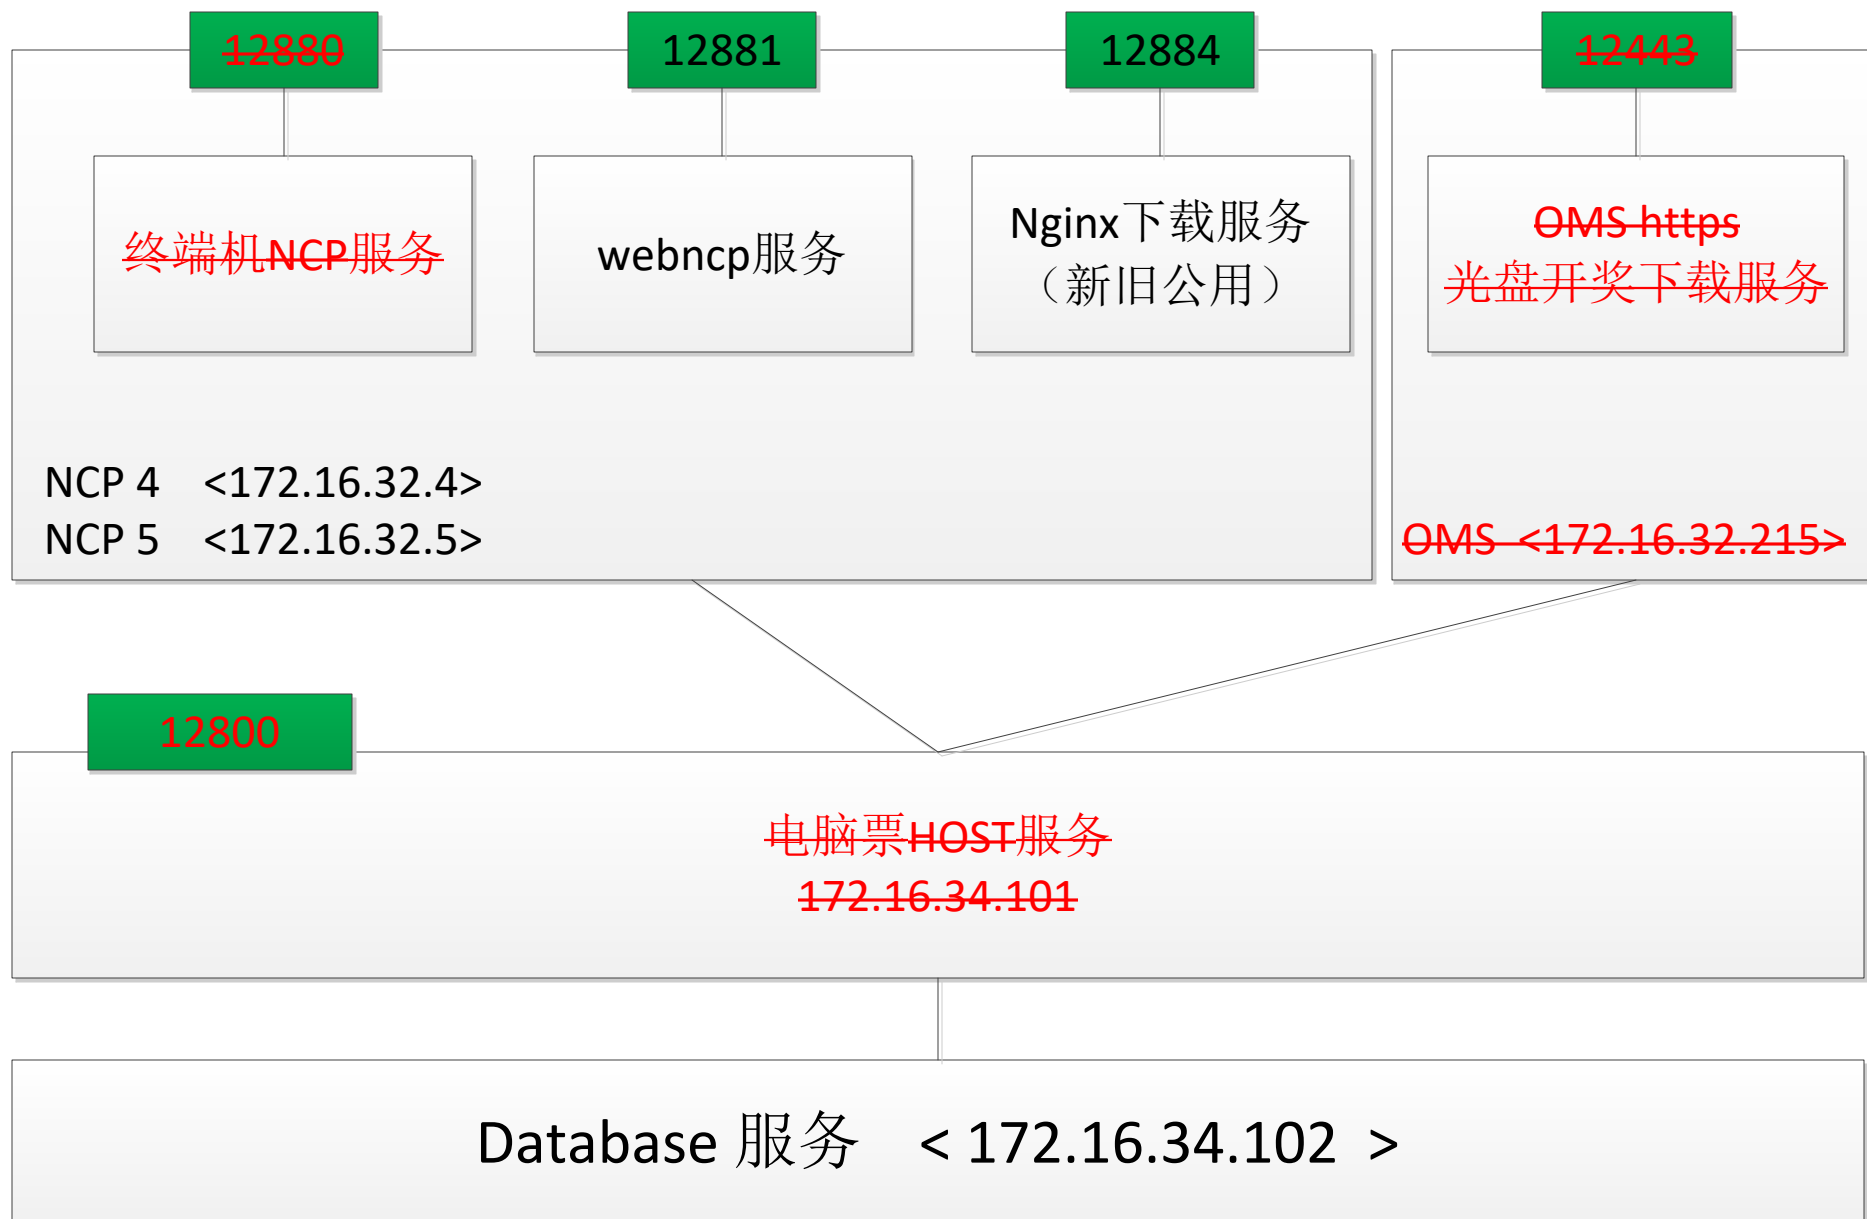 12880
12881
12884
12443
终端机NCP服务
webncp服务
Nginx下载服务
（新旧公用）
OMS https
光盘开奖下载服务
NCP 4 <172.16.32.4>
NCP 5 <172.16.32.5>
OMS <172.16.32.215>
12800
电脑票HOST服务
172.16.34.101
Database 服务 < 172.16.34.102 >